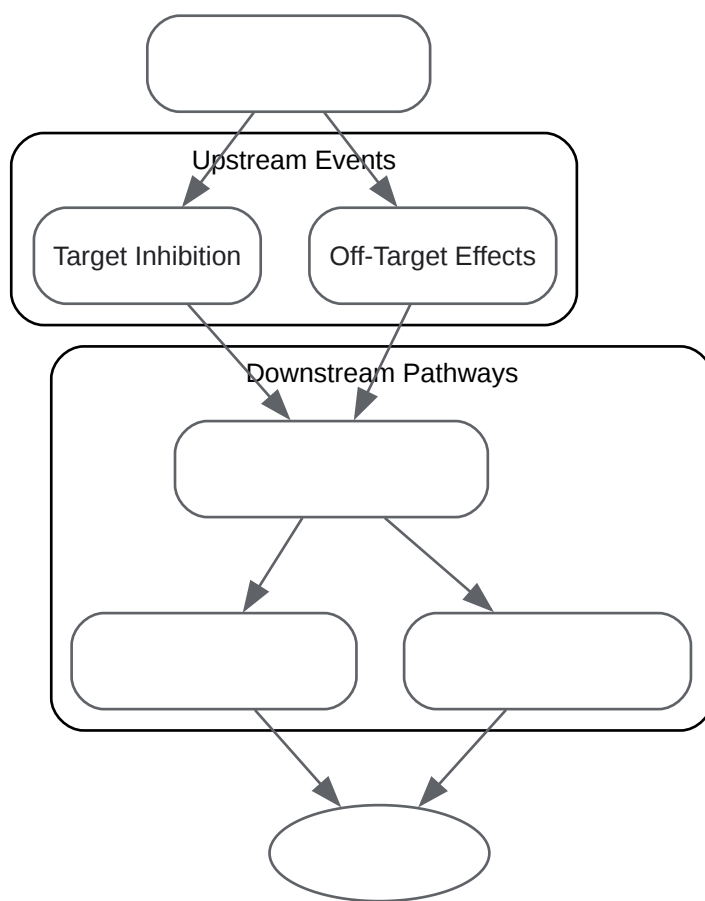 Upstream Events
Target Inhibition
Off-Target Effects
Downstream Pathways